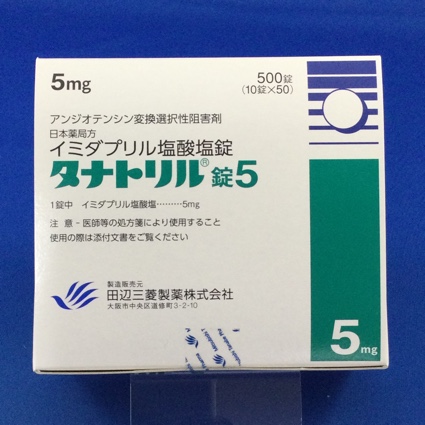 5mg
500錠
(10錠×50)
アンジオテンシン変換選択性阻害剤
日本薬局方
イミダプリル塩酸塩錠
タナトリル®錠5
1錠中 イミダプリル塩酸塩………5mg
注 意－医師等の処方箋により使用すること
使用の際は添付文書をご覧ください
製造販売元
田辺三菱製薬株式会社
大阪市中央区道修町3-2-10
5mg